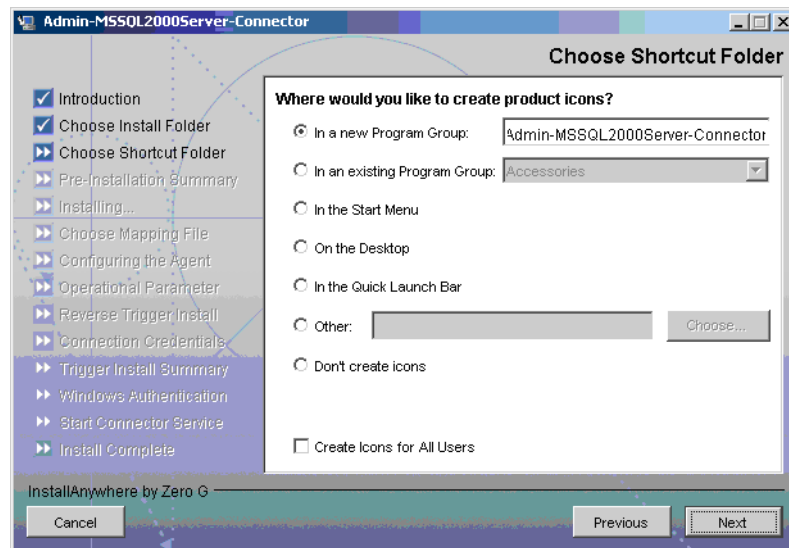 Admin-MSSQL2000Server-Connector
Choose Shortcut Folder
Introduction
Choose Install Folder
Choose Shortcut Folder
Pre-Installation Summary
Installing...
Choose Mapping File
Configuring the Agent
Operational Parameter
Reverse Trigger Install
Connection Credentials
Trigger Install Summary
Windows Authentication
Start Connector Service
Install Complete
Where would you like to create product icons?
In a new Program Group: Admin-MSSQL2000Server-Connector
In an existing Program Group: Accessories
In the Start Menu
On the Desktop
In the Quick Launch Bar
Other: Choose...
Don't create icons
Create Icons for All Users
InstallAnywhere by Zero G
Cancel Previous Next